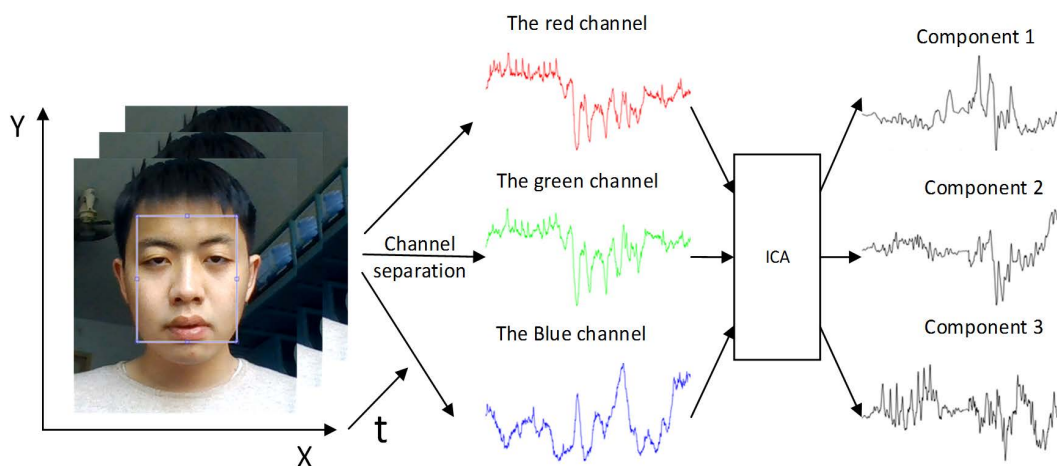 The red channel
Component 1
Y
The green channel
Component 2
Channel
separation
ICA
The Blue channel
Component 3
t
X